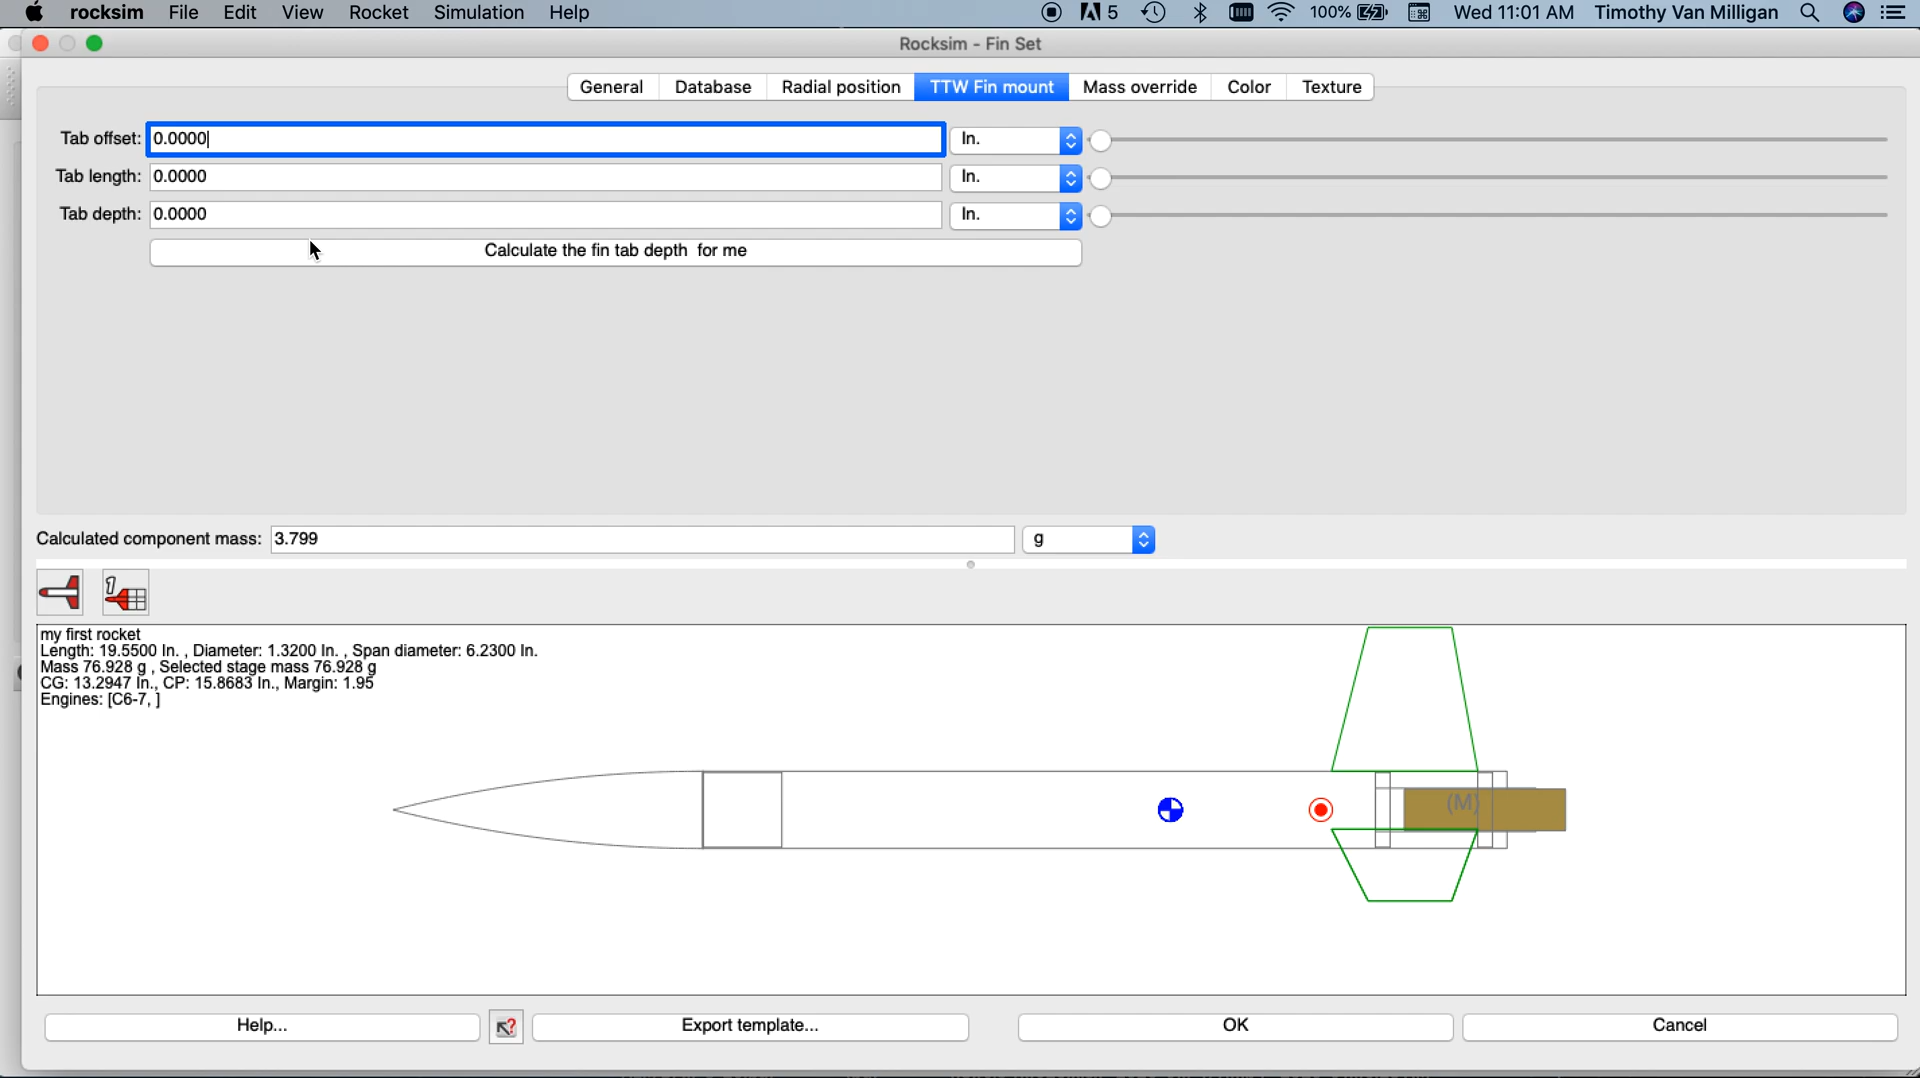 rocksim File Edit View Rocket Simulation Help 5 100% Wed 11:01 AM Timothy Van Milligan
Rocksim - Fin Set
General Database Radial position TTW Fin mount Mass override Color Texture
Tab offset: 0.0000 In.
Tab length: 0.0000 In.
Tab depth: 0.0000 In.
Calculate the fin tab depth for me
Calculated component mass: 3.799 g
1
my first rocket
Length: 19.5500 In. , Diameter: 1.3200 In. , Span diameter: 6.2300 In.
Mass 76.928 g , Selected stage mass 76.928 g
CG: 13.2947 In., CP: 15.8683 In., Margin: 1.95
Engines: [C6-7, ]
(M)
Help... ? Export template... OK Cancel